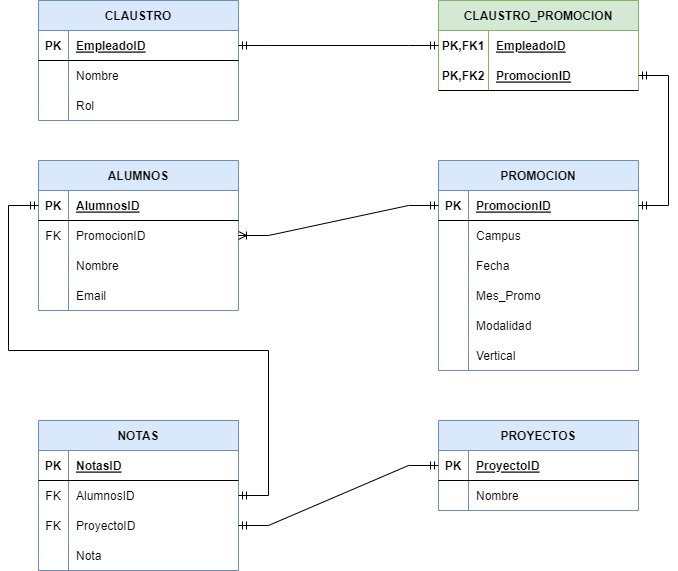 CLAUSTRO
PK EmpleadoID
Nombre
Rol
CLAUSTRO_PROMOCION
PK,FK1 EmpleadoID
PK,FK2 PromocionID
ALUMNOS
PK AlumnosID
FK PromocionID
Nombre
Email
PROMOCION
PK PromocionID
Campus
Fecha
Mes_Promo
Modalidad
Vertical
NOTAS
PK NotasID
FK AlumnosID
FK ProyectoID
Nota
PROYECTOS
PK ProyectoID
Nombre